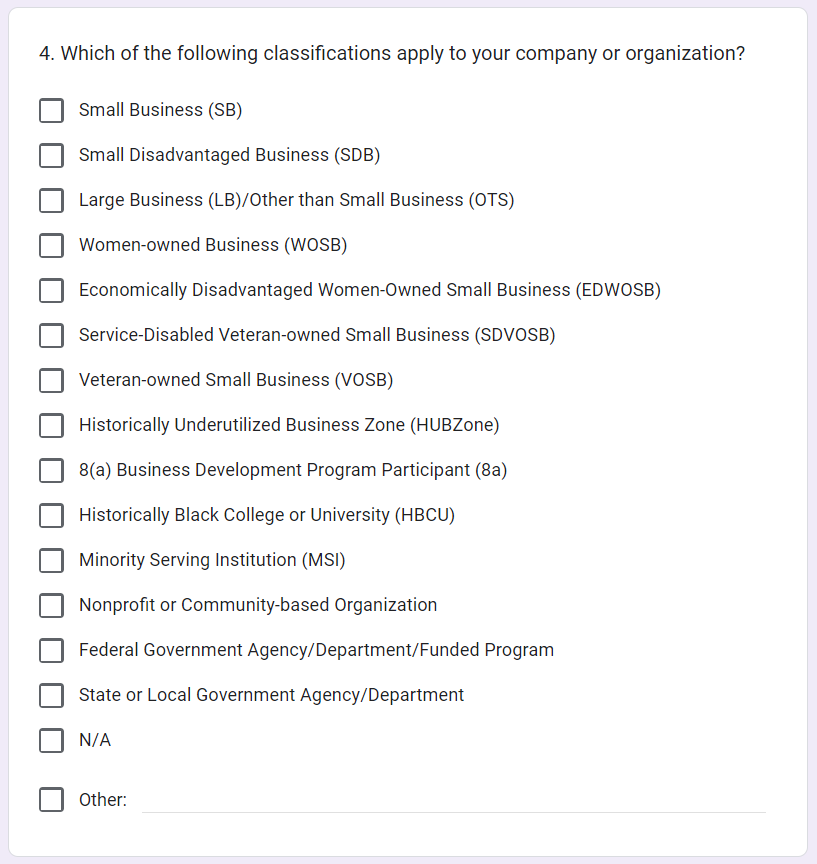 4. Which of the following classifications apply to your company or organization?
Small Business (SB)
Small Disadvantaged Business (SDB)
Large Business (LB)/Other than Small Business (OTS)
Women-owned Business (WOSB)
Economically Disadvantaged Women-Owned Small Business (EDWOSB)
Service-Disabled Veteran-owned Small Business (SDVOSB)
Veteran-owned Small Business (VOSB)
Historically Underutilized Business Zone (HUBZone)
8(a) Business Development Program Participant (8a)
Historically Black College or University (HBCU)
Minority Serving Institution (MSI)
Nonprofit or Community-based Organization
Federal Government Agency/Department/Funded Program
State or Local Government Agency/Department
N/A
Other: